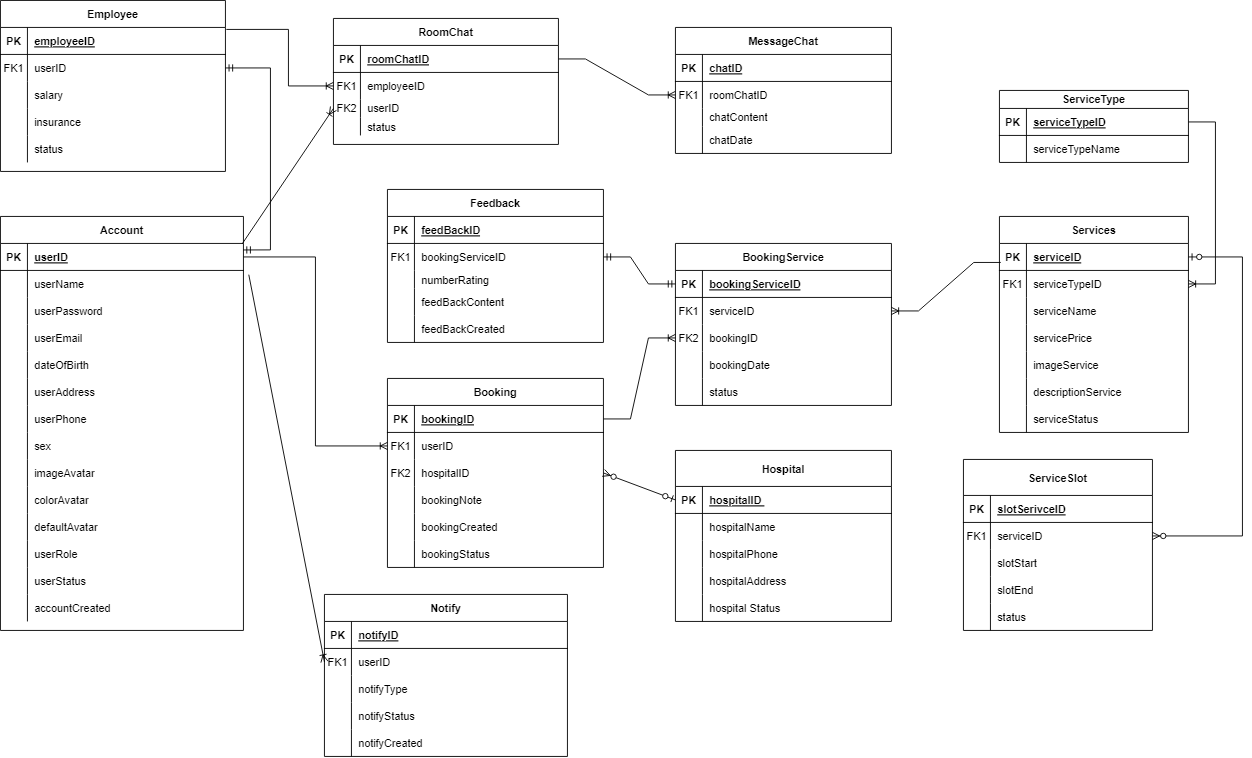 Employee
PK employeeID
FK1 userID
salary
insurance
status
RoomChat
PK roomChatID
FK1 employeeID
FK2 userID
status
MessageChat
PK chatID
FK1 roomChatID
chatContent
chatDate
ServiceType
PK serviceTypeID
serviceTypeName
Account
PK userID
userName
userPassword
userEmail
dateOfBirth
userAddress
userPhone
sex
imageAvatar
colorAvatar
defaultAvatar
userRole
userStatus
accountCreated
Feedback
PK feedBackID
FK1 bookingServiceID
numberRating
feedBackContent
feedBackCreated
BookingService
PK bookingServiceID
FK1 serviceID
FK2 bookingID
bookingDate
status
Services
PK serviceID
FK1 serviceTypeID
serviceName
servicePrice
imageService
descriptionService
serviceStatus
Booking
PK bookingID
FK1 userID
FK2 hospitalID
bookingNote
bookingCreated
bookingStatus
Hospital
PK hospitalID
hospitalName
hospitalPhone
hospitalAddress
hospital Status
ServiceSlot
PK slotSerivceID
FK1 serviceID
slotStart
slotEnd
status
Notify
PK notifyID
FK1 userID
notifyType
notifyStatus
notifyCreated